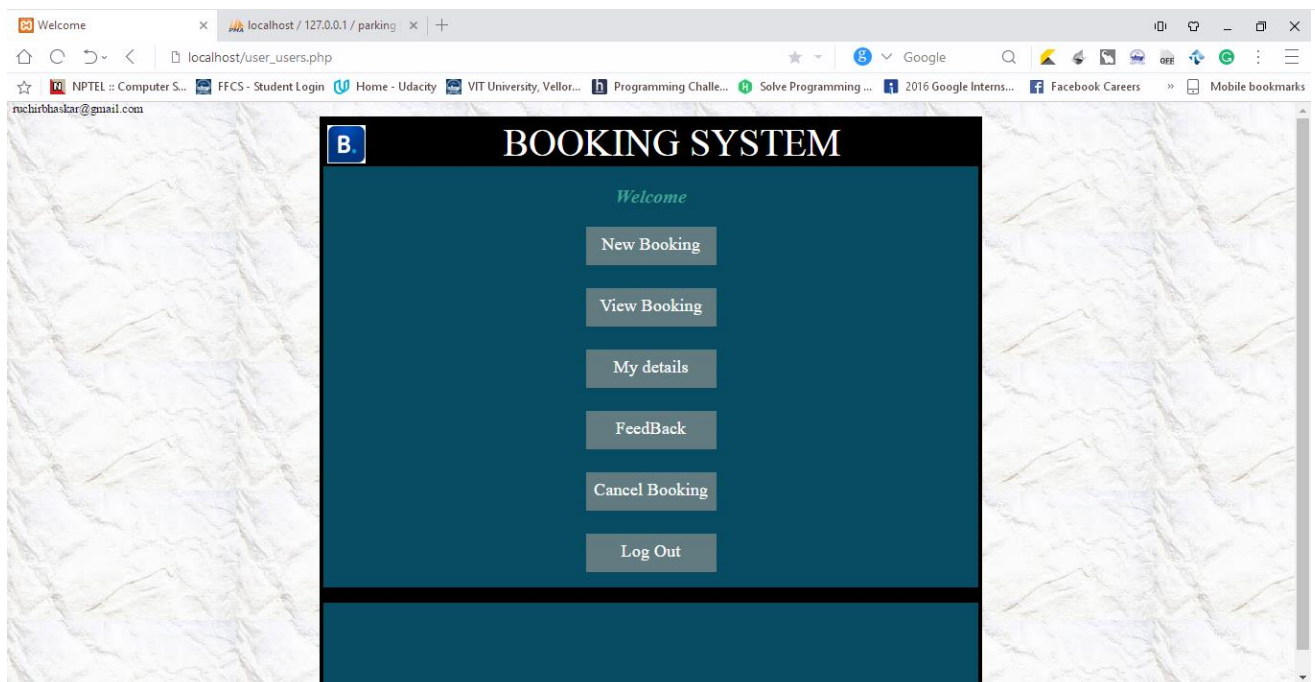 Welcome
localhost / 127.0.0.1 / parking
localhost/user_users.php
Google
OFF
NPTEL :: Computer S... FFCS - Student Login Home - Udacity VIT University, Vellor... Programming Challe... Solve Programming ... 2016 Google Interns... Facebook Careers » Mobile bookmarks
ruchirbhaskar@gmail.com
B. BOOKING SYSTEM
Welcome
New Booking
View Booking
My details
FeedBack
Cancel Booking
Log Out